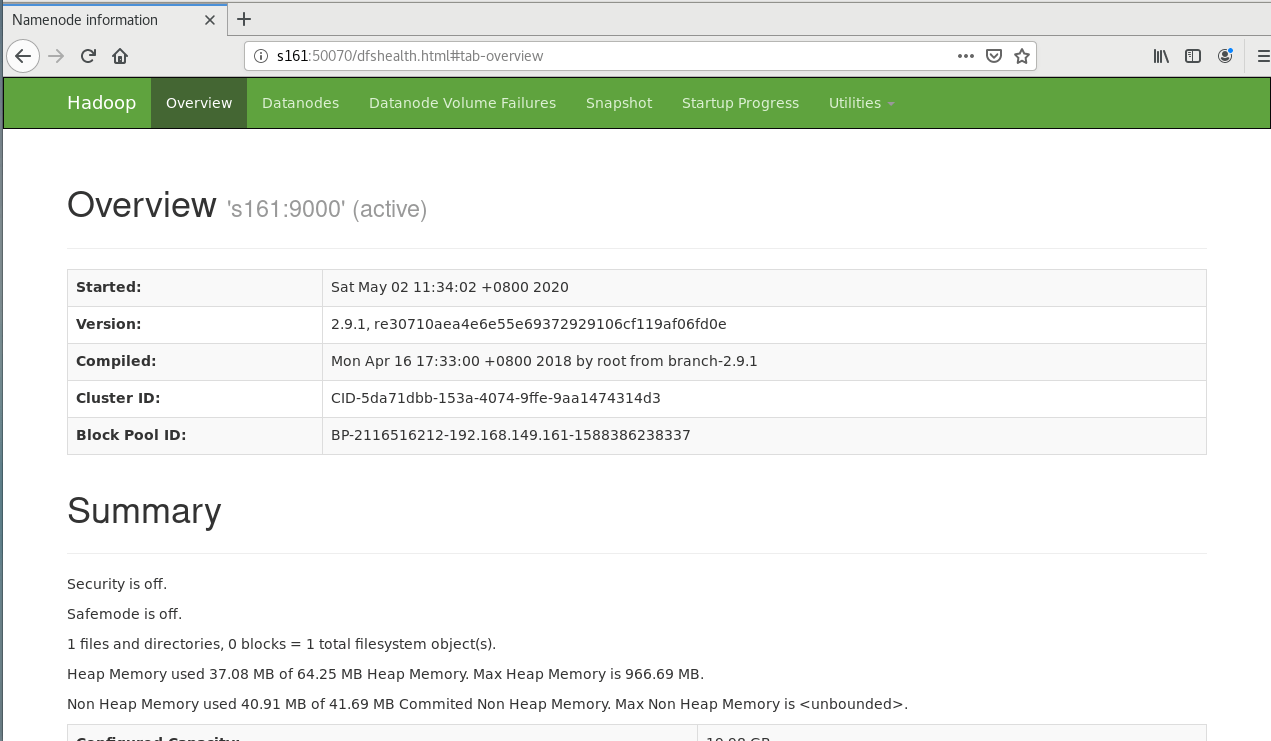 Namenode information
s161:50070/dfshealth.html#tab-overview
Hadoop Overview Datanodes Datanode Volume Failures Snapshot Startup Progress Utilities
Overview 's161:9000' (active)
Started: Sat May 02 11:34:02 +0800 2020
Version: 2.9.1, re30710aea4e6e55e69372929106cf119af06fd0e
Compiled: Mon Apr 16 17:33:00 +0800 2018 by root from branch-2.9.1
Cluster ID: CID-5da71dbb-153a-4074-9ffe-9aa1474314d3
Block Pool ID: BP-2116516212-192.168.149.161-1588386238337
Summary
Security is off.
Safemode is off.
1 files and directories, 0 blocks = 1 total filesystem object(s).
Heap Memory used 37.08 MB of 64.25 MB Heap Memory. Max Heap Memory is 966.69 MB.
Non Heap Memory used 40.91 MB of 41.69 MB Commited Non Heap Memory. Max Non Heap Memory is <unbounded>.
Configured Capacity: